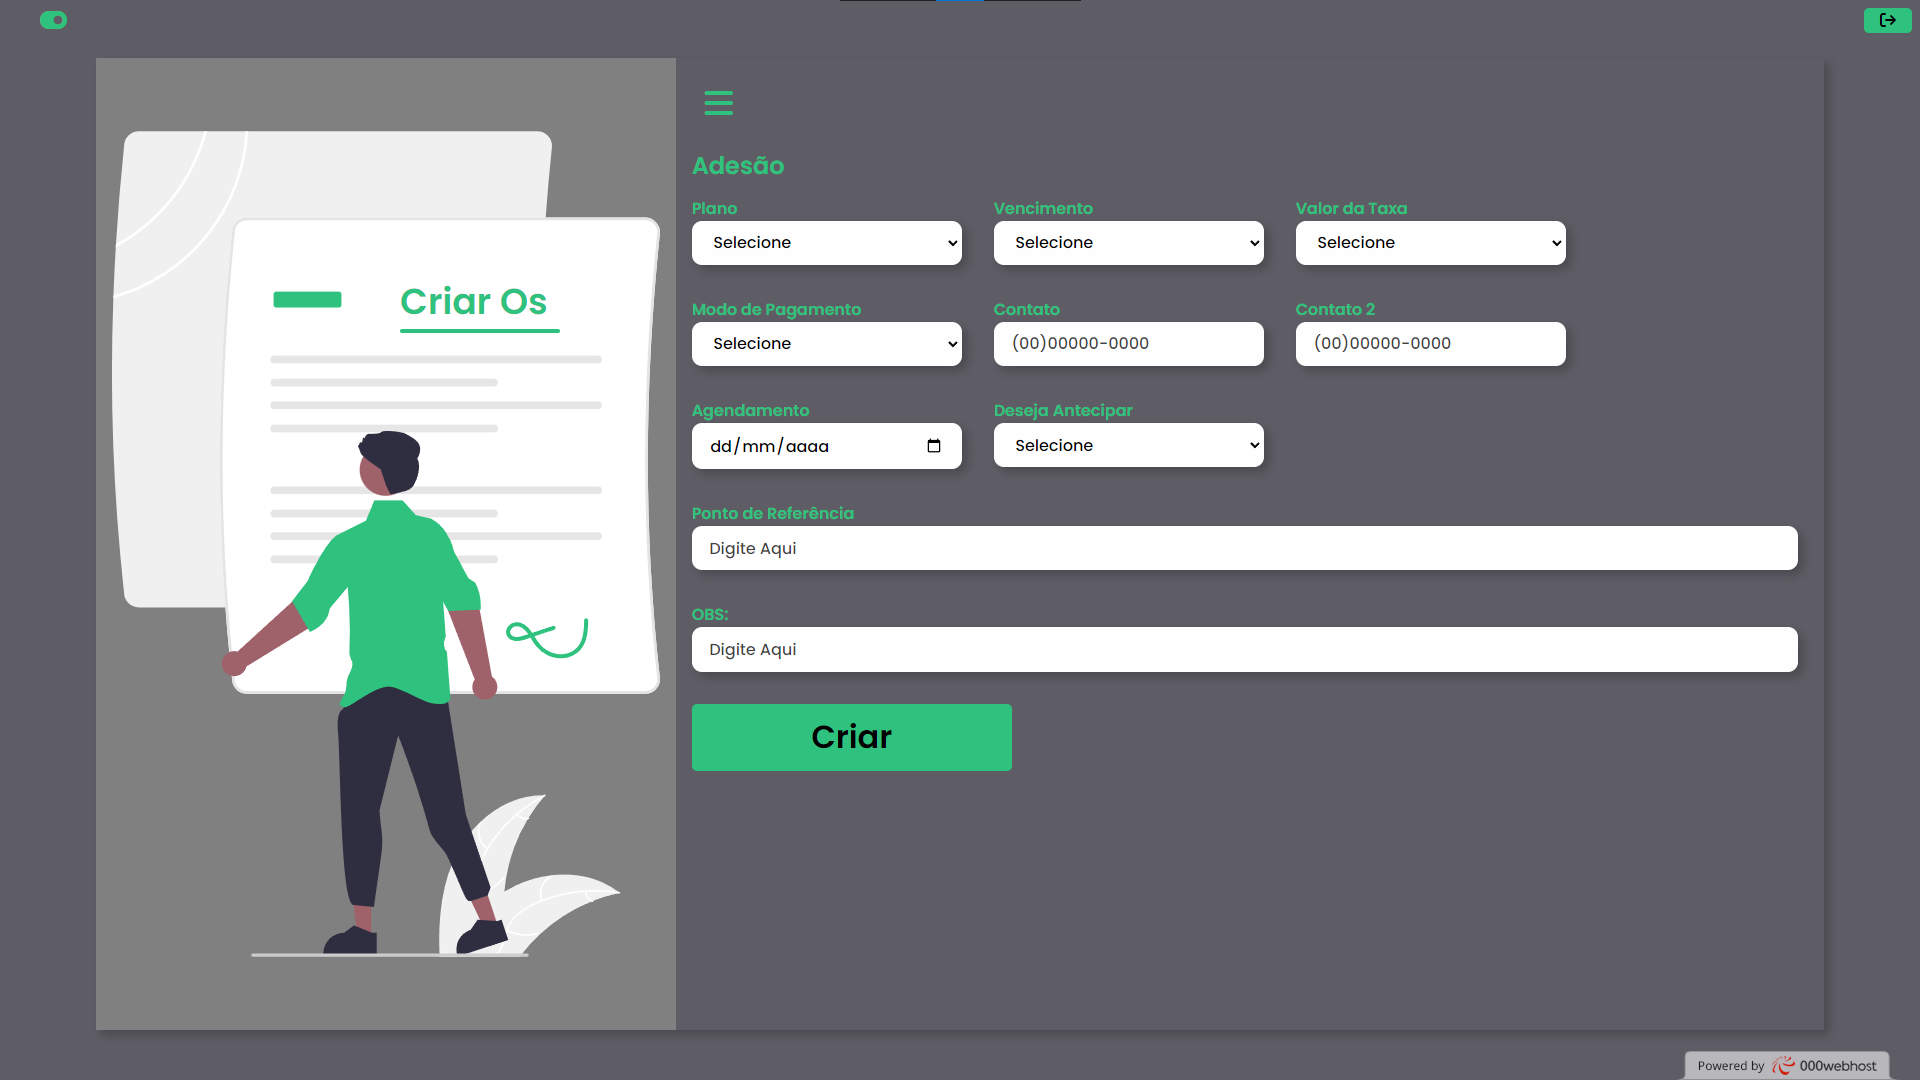 Criar Os
Adesão
Plano
Vencimento
Valor da Taxa
Selecione
Selecione
Selecione
Modo de Pagamento
Contato
Contato 2
Selecione
(00)00000-0000
(00)00000-0000
Agendamento
Deseja Antecipar
dd/mm/aaaa
Selecione
Ponto de Referência
Digite Aqui
OBS:
Digite Aqui
Criar
Powered by 000webhost